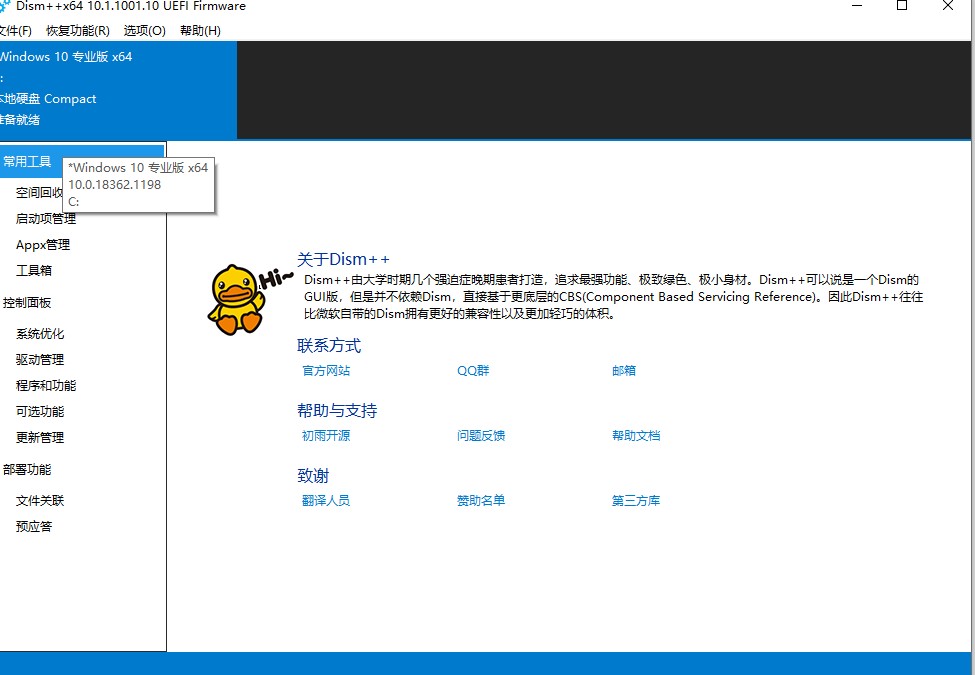 Dism++x64 10.1.1001.10 UEFI Firmware
文件(F) 恢复功能(R) 选项(O) 帮助(H)
Windows 10 专业版 x64
:
本地硬盘 Compact
准备就绪
常用工具
*Windows 10 专业版 x64
10.0.18362.1198
C:
空间回收
启动项管理
Appx管理
工具箱
控制面板
系统优化
驱动管理
程序和功能
可选功能
更新管理
部署功能
文件关联
预应答
Hi~
关于Dism++
Dism++由大学时期几个强迫症晚期患者打造，追求最强功能、极致绿色、极小身材。Dism++可以说是一个Dism的
GUI版，但是并不依赖Dism，直接基于更底层的CBS(Component Based Servicing Reference)。因此Dism++往往
比微软自带的Dism拥有更好的兼容性以及更加轻巧的体积。
联系方式
官方网站 QQ群 邮箱
帮助与支持
初雨开源 问题反馈 帮助文档
致谢
翻译人员 赞助名单 第三方库